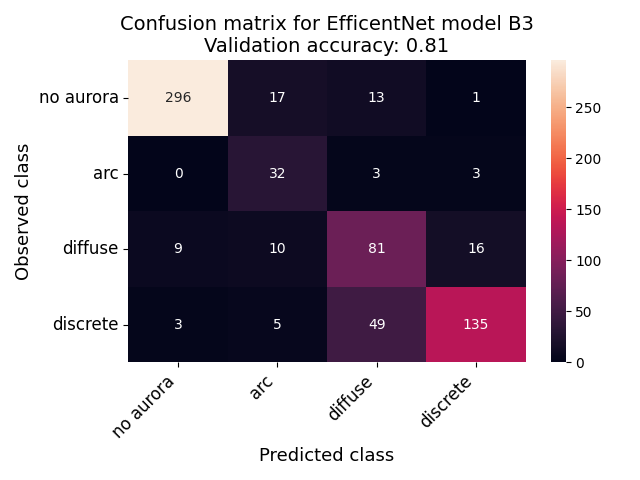 Confusion matrix for EfficentNet model B3
Validation accuracy: 0.81
Observed class
no aurora 296 17 13 1
arc 0 32 3 3
diffuse 9 10 81 16
discrete 3 5 49 135
no aurora arc diffuse discrete
Predicted class
250
200
150
100
50
0